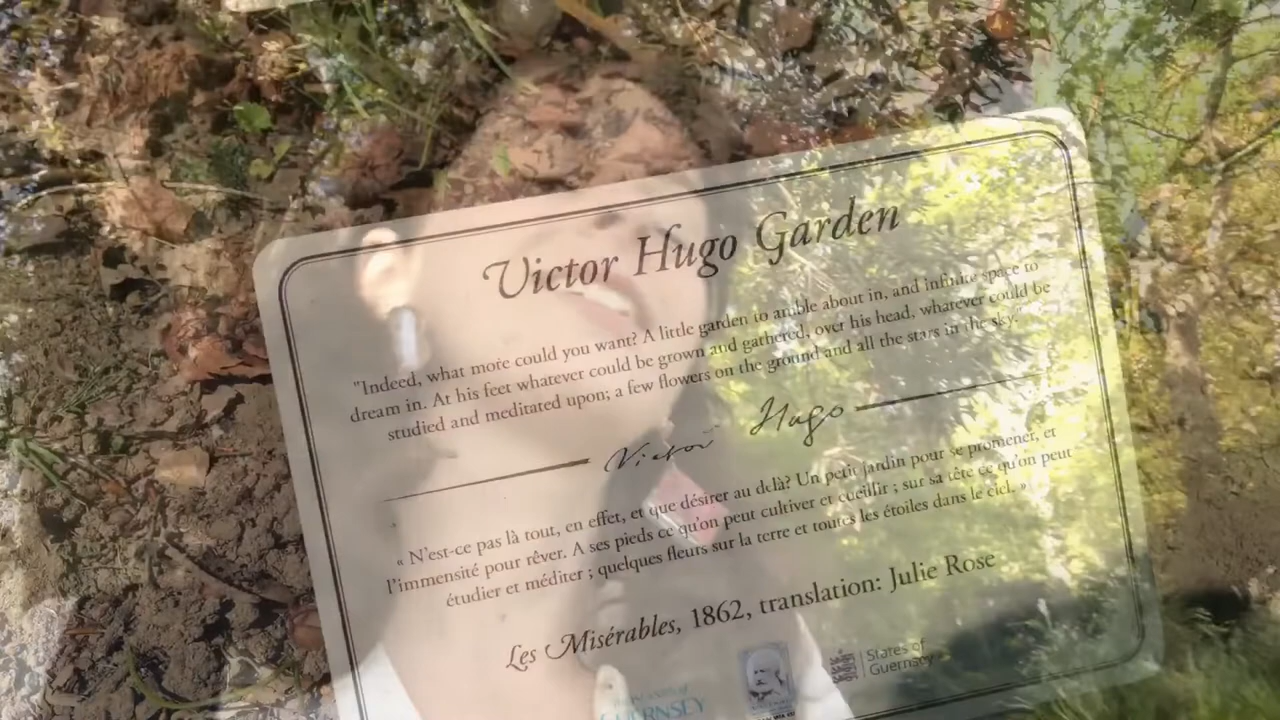 Victor Hugo Garden
"Indeed, what more could you want? A little garden to amble about in, and infinite space to
dream in. At his feet whatever could be grown and gathered, over his head, whatever could be
studied and meditated upon; a few flowers on the ground and all the stars in the sky."
Victor Hugo
« N'est-ce pas là tout, en effet, et que désirer au delà? Un petit jardin pour se promener, et
l'immensité pour rêver. A ses pieds ce qu'on peut cultiver et cueillir ; sur sa tête ce qu'on peut
étudier et méditer ; quelques fleurs sur la terre et toutes les étoiles dans le ciel. »
Les Misérables, 1862, translation: Julie Rose
States of
Guernsey
GUERNSEY